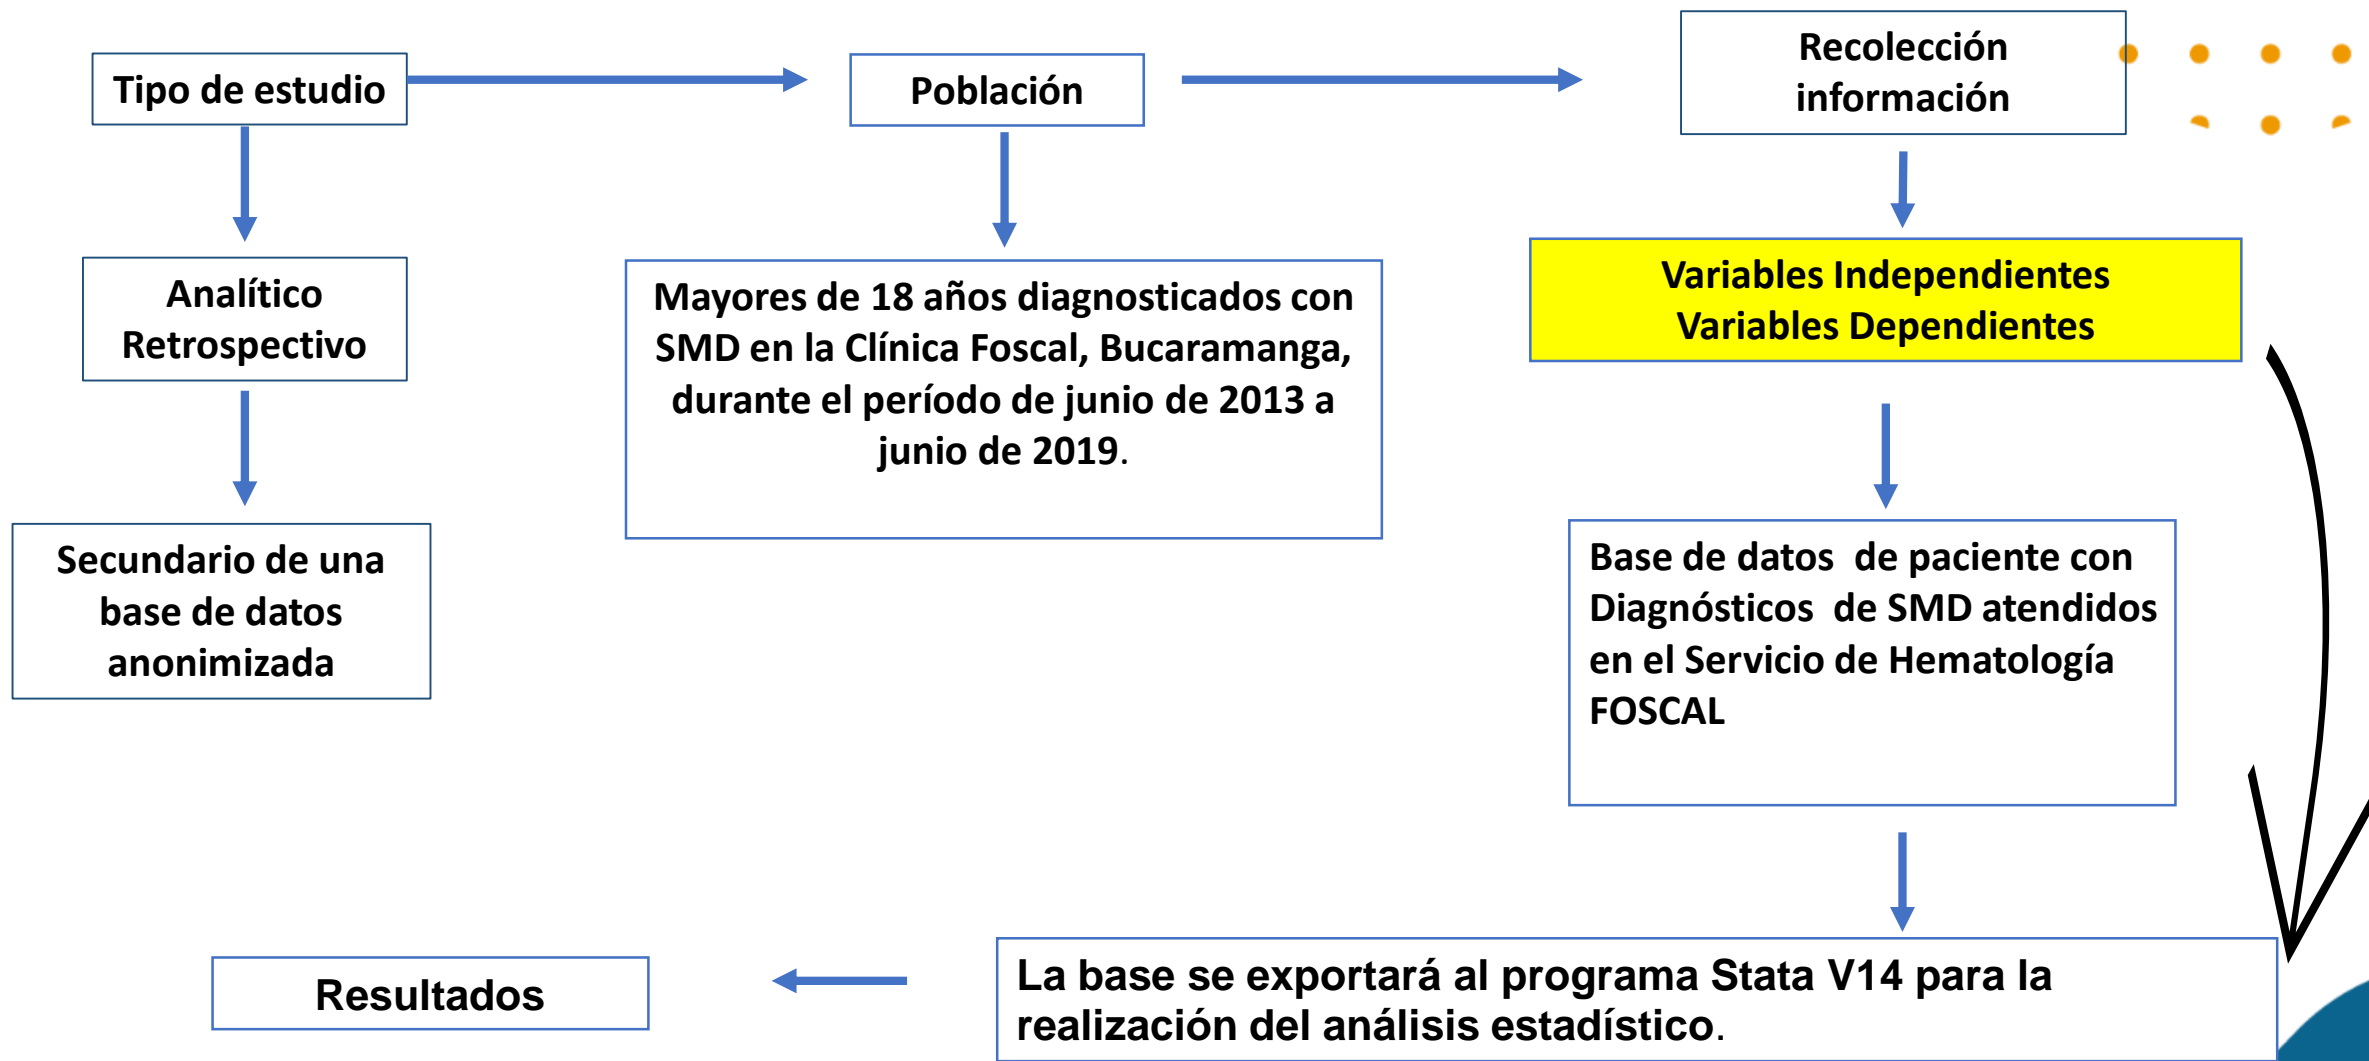 Tipo de estudio
Población
Recolección
información
Analítico
Retrospectivo
Mayores de 18 años diagnosticados con
SMD en la Clínica Foscal, Bucaramanga,
durante el período de junio de 2013 a
junio de 2019.
Variables Independientes
Variables Dependientes
Secundario de una
base de datos
anonimizada
Base de datos  de paciente con
Diagnósticos  de SMD atendidos
en el Servicio de Hematología
FOSCAL
La base se exportará al programa Stata V14 para la
realización del análisis estadístico.
Resultados